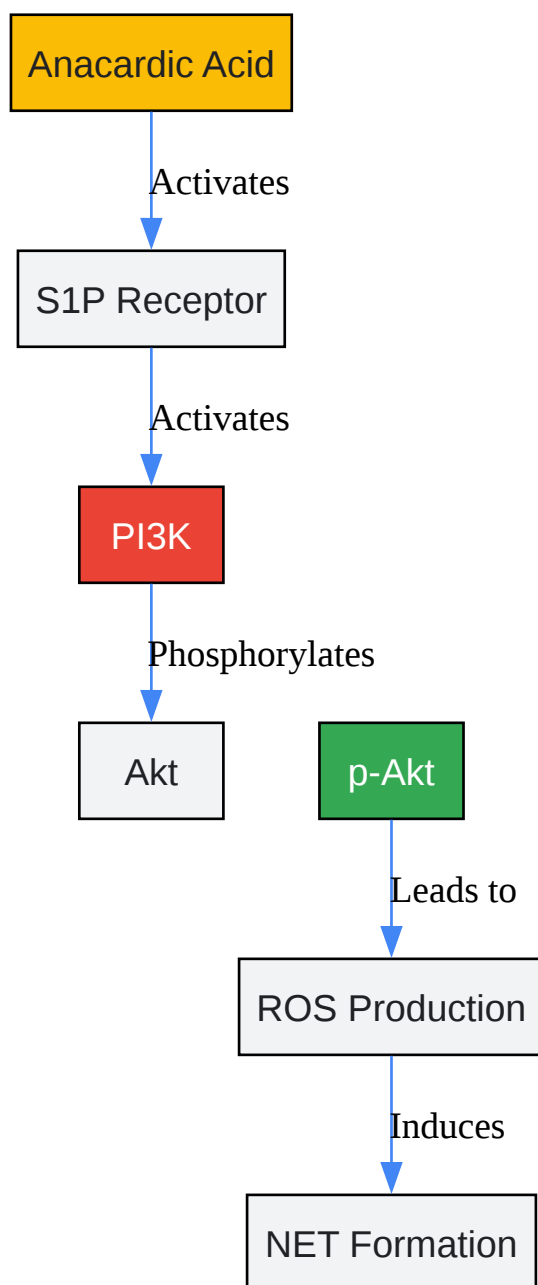 Anacardic Acid
Activates
S1P Receptor
Activates
PI3K
Phosphorylates
Akt
p-Akt
Leads to
ROS Production
Induces
NET Formation